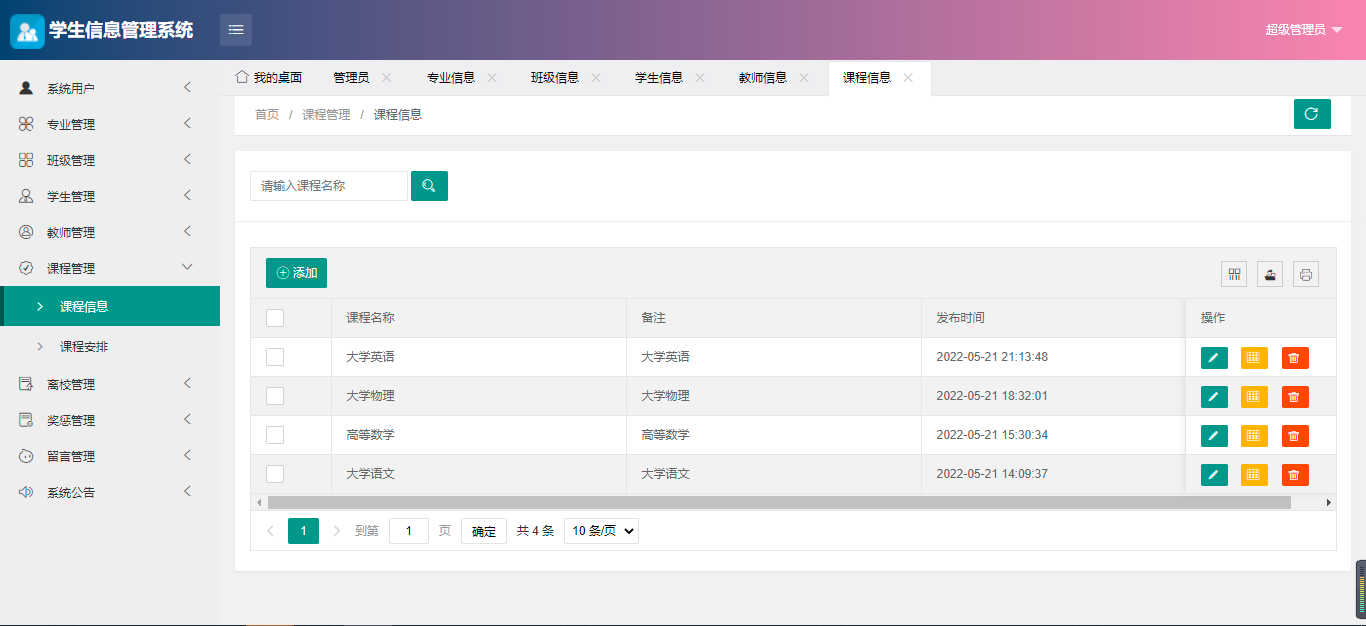 学生信息管理系统
超级管理员
系统用户
专业管理
班级管理
学生管理
教师管理
课程管理
课程信息
课程安排
离校管理
奖惩管理
留言管理
系统公告
我的桌面 管理员 专业信息 班级信息 学生信息 教师信息 课程信息
首页 / 课程管理 / 课程信息
请输入课程名称
添加
课程名称 备注 发布时间 操作
大学英语 大学英语 2022-05-21 21:13:48
大学物理 大学物理 2022-05-21 18:32:01
高等数学 高等数学 2022-05-21 15:30:34
大学语文 大学语文 2022-05-21 14:09:37
1 到第 1 页 确定 共 4 条 10 条/页